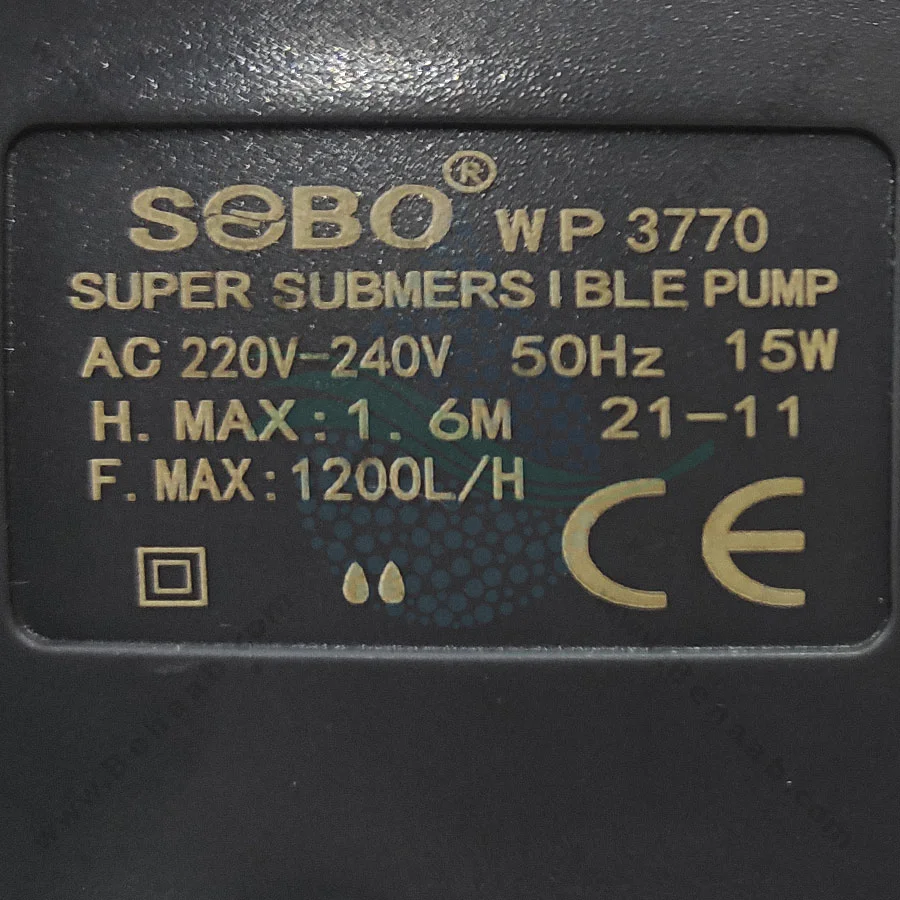 SOBO® WP 3770
SUPER SUBMERSIBLE PUMP
AC 220V-240V 50Hz 15W
H. MAX:1. 6M 21-11
F. MAX:1200L/H
CE